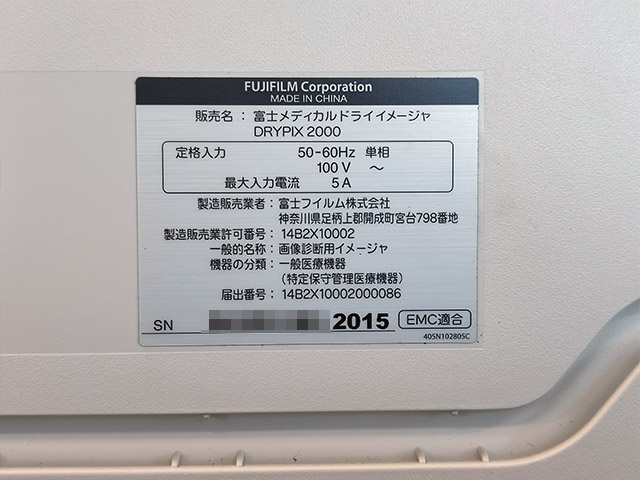 FUJIFILM Corporation
MADE IN CHINA
販売名：富士メディカルドライイメージャ
DRYPIX 2000
定格入力 50-60Hz 単相
100 V ～
最大入力電流 5 A
製造販売業者：富士フイルム株式会社
神奈川県足柄上郡開成町宮台798番地
製造販売業許可番号：14B2X10002
一般的名称：画像診断用イメージャ
機器の分類：一般医療機器
（特定保守管理医療機器）
届出番号：14B2X10002000086
SN 2015 EMC適合
405N102805C